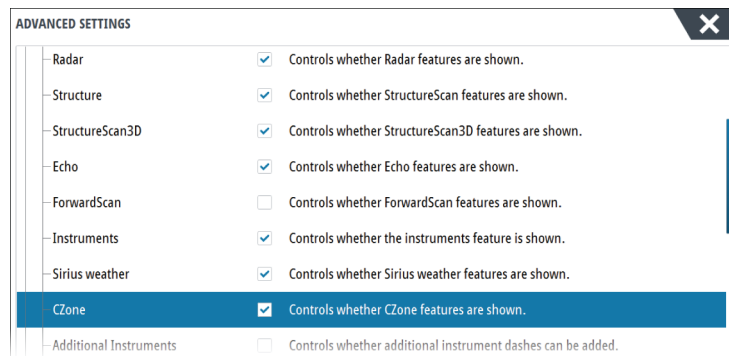 ADVANCED SETTINGS
Radar Controls whether Radar features are shown.
Structure Controls whether StructureScan features are shown.
StructureScan3D Controls whether StructureScan3D features are shown.
Echo Controls whether Echo features are shown.
ForwardScan Controls whether ForwardScan features are shown.
Instruments Controls whether the instruments feature is shown.
Sirius weather Controls whether Sirius weather features are shown.
CZone Controls whether CZone features are shown.
Additional Instruments Controls whether additional instrument dashes can be added.